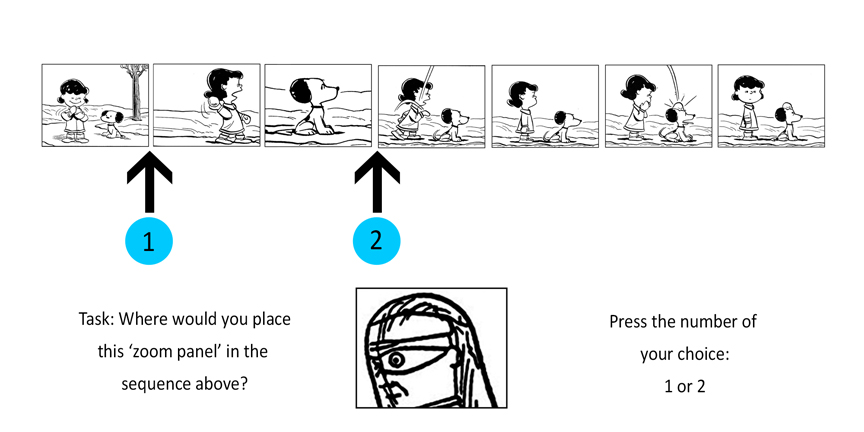 1
2
Task: Where would you place
this ‘zoom panel’ in the
sequence above?
Press the number of
your choice:
1 or 2